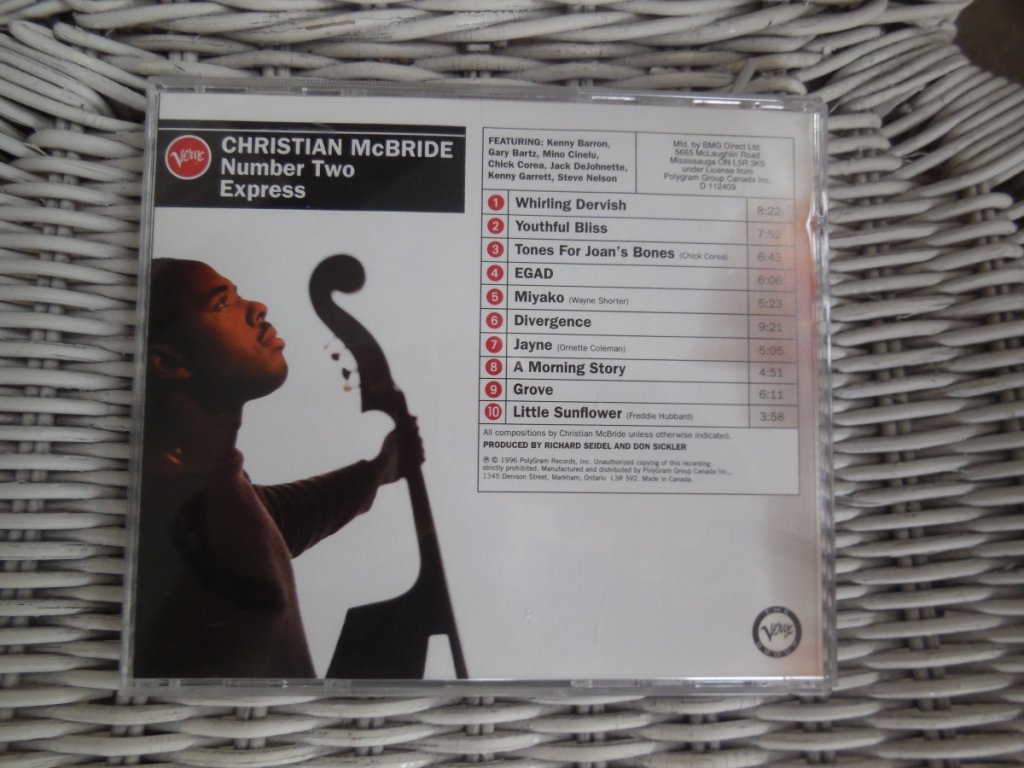 Verve
CHRISTIAN McBRIDE
Number Two
Express
FEATURING: Kenny Barron,
Gary Bartz, Mino Cinelu,
Chick Corea, Jack DeJohnette,
Kenny Garrett, Steve Nelson
Mfd. by BMG Direct Ltd.
5665 McLaughlin Road
Mississauga ON L5R 3K5
under License from
Polygram Group Canada Inc.
D 112409
1 Whirling Dervish 8:22
2 Youthful Bliss 7:52
3 Tones For Joan's Bones (Chick Corea) 6:43
4 EGAD 6:06
5 Miyako (Wayne Shorter) 5:23
6 Divergence 9:21
7 Jayne (Ornette Coleman) 5:05
8 A Morning Story 4:51
9 Grove 6:11
10 Little Sunflower (Freddie Hubbard) 3:58
All compositions by Christian McBride unless otherwise indicated.
PRODUCED BY RICHARD SEIDEL AND DON SICKLER
℗ © 1996 PolyGram Records, Inc. Unauthorized copying of this recording
strictly prohibited. Manufactured and distributed by PolyGram Group Canada Inc.,
1345 Denison Street, Markham, Ontario L3R 5V2. Made in Canada.
THE
Verve
GROUP